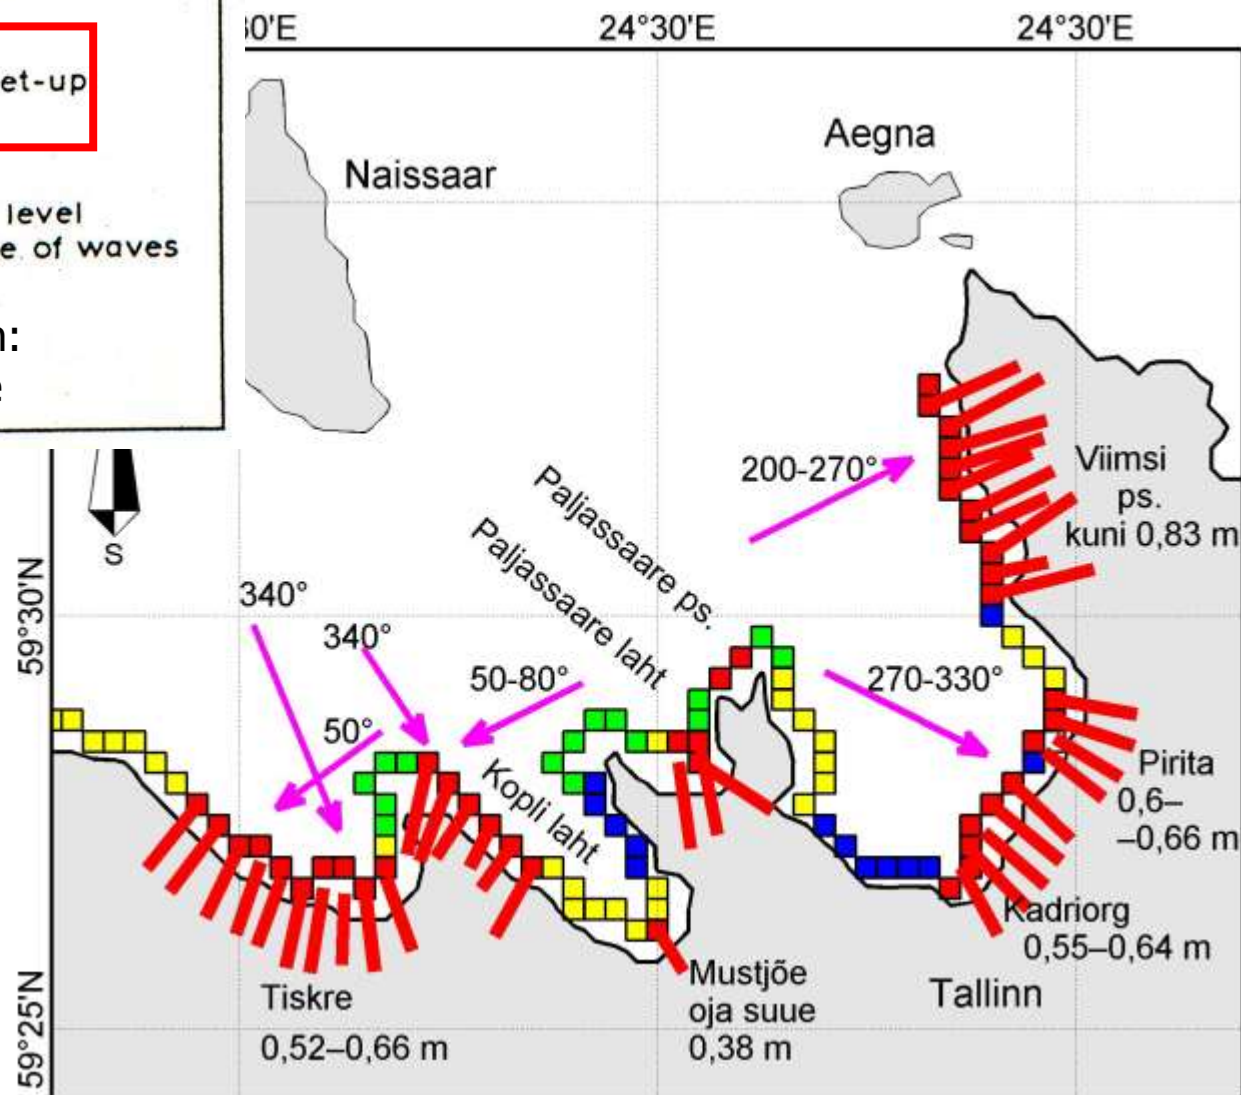 et-up
level
e of waves
n:
e
30'E
24°30'E
24°30'E
Naissaar
Aegna
S
59°30'N
59°25'N
340°
340°
50°
50-80°
Paljassaare ps.
Paljassaare laht
200-270°
Viimsi
ps.
kuni 0,83 m
270-330°
Kopli laht
Pirita
0,6–
–0,66 m
Kadriorg
0,55–0,64 m
Tallinn
Mustjõe
oja suue
0,38 m
Tiskre
0,52–0,66 m